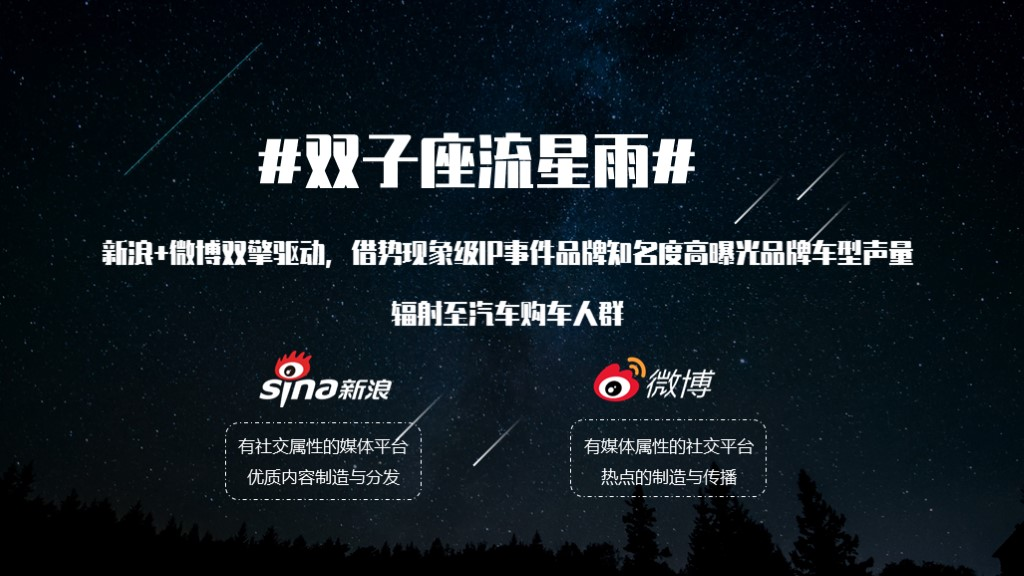 #双子座流星雨#
新浪+微博双擎驱动，借势现象级IP事件品牌知名度高曝光品牌车型声量
辐射至汽车购车人群
sina新浪
微博
有社交属性的媒体平台
优质内容制造与分发
有媒体属性的社交平台
热点的制造与传播